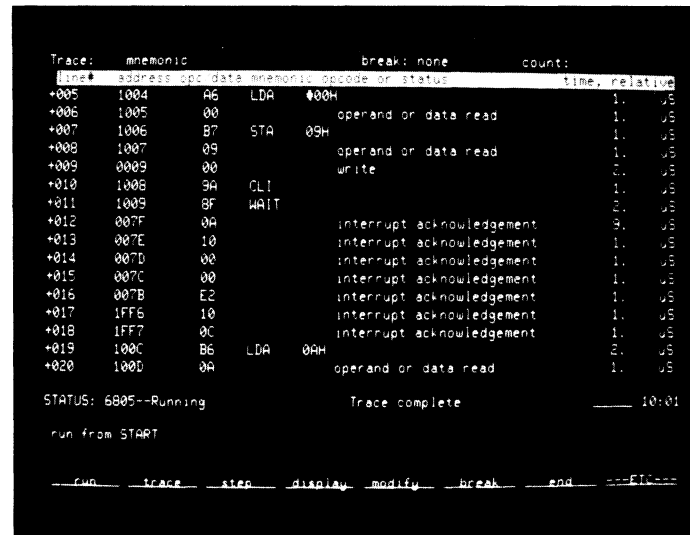 Trace: mnemonic break: none count:
line# address opc data mnemonic opcode or status time, relative
+005 1004 A6 LDA #00H 1. uS
+006 1005 00 operand or data read 1. uS
+007 1006 B7 STA 09H 1. uS
+008 1007 09 operand or data read 1. uS
+009 0009 00 write 2. uS
+010 1008 9A CLI 1. uS
+011 1009 8F WAIT 2. uS
+012 007F 0A interrupt acknowledgement 9. uS
+013 007E 10 interrupt acknowledgement 1. uS
+014 007D 00 interrupt acknowledgement 1. uS
+015 007C 00 interrupt acknowledgement 1. uS
+016 007B E2 interrupt acknowledgement 1. uS
+017 1FF6 10 interrupt acknowledgement 1. uS
+018 1FF7 0C interrupt acknowledgement 1. uS
+019 100C B6 LDA 0AH 2. uS
+020 100D 0A operand or data read 1. uS
STATUS: 6805--Running Trace complete 10:01
run from START
run trace step display modify break end ---ETC---